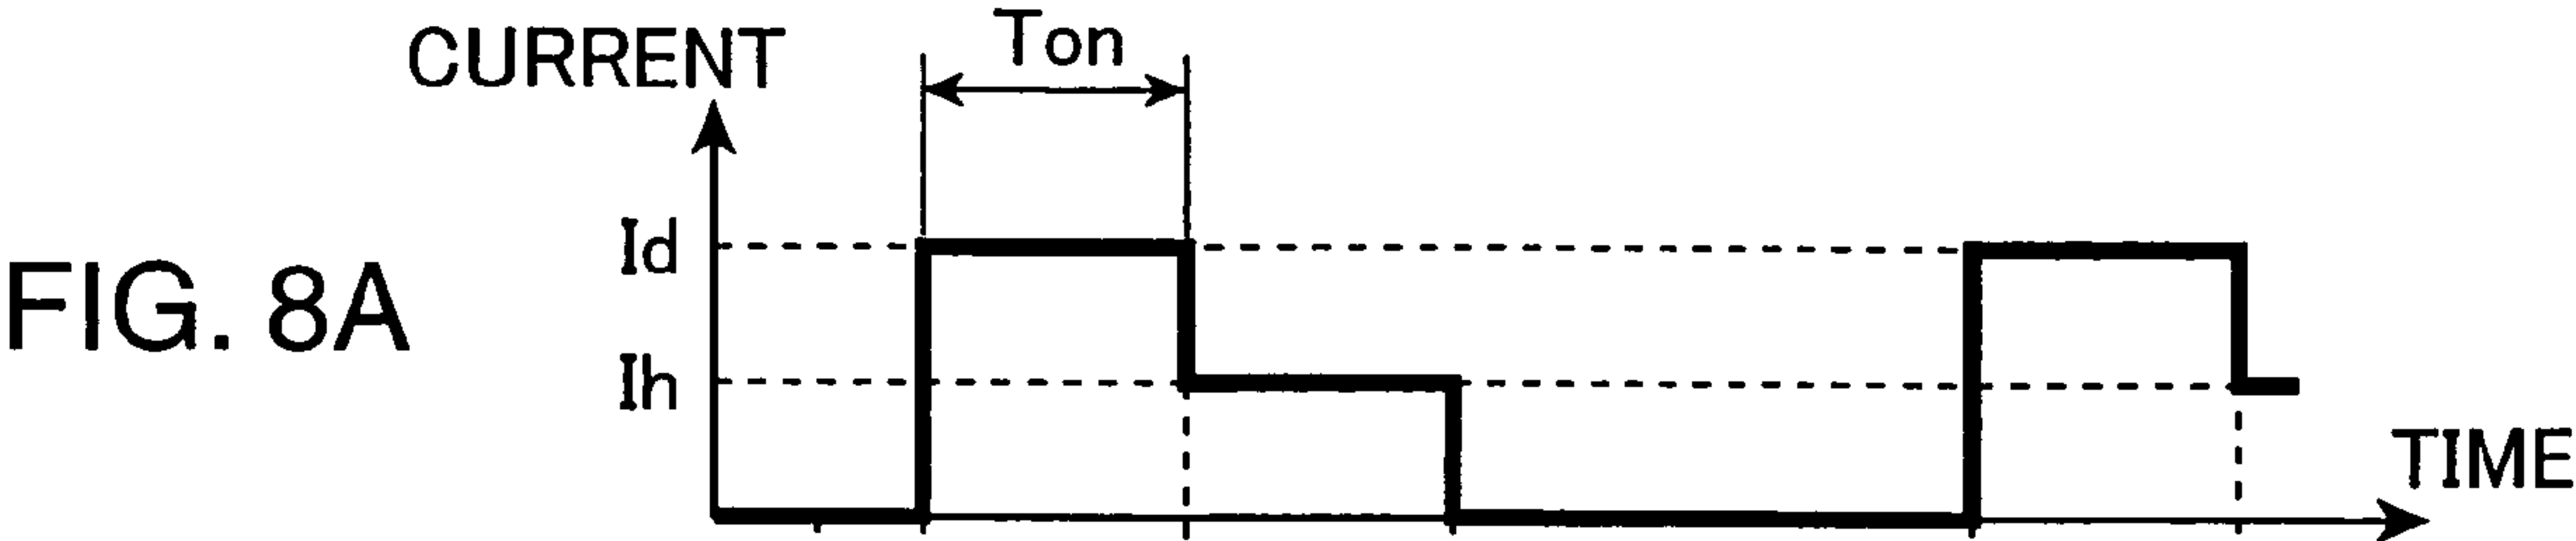 Ton
CURRENT
Id
FIG. 8A
Ih
TIME